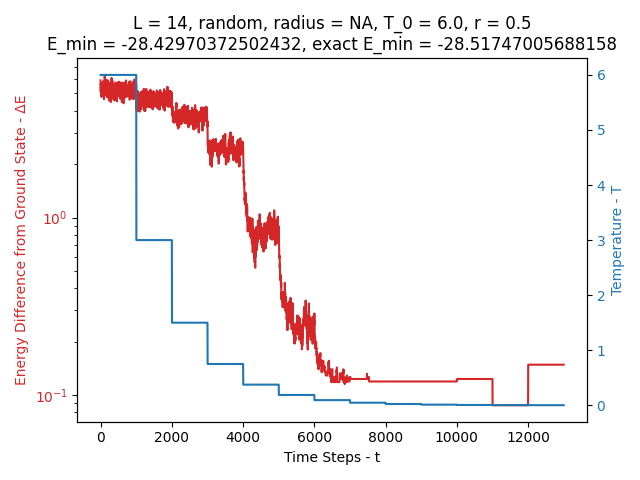 L = 14, random, radius = NA, T_0 = 6.0, r = 0.5
E_min = -28.42970372502432, exact E_min = -28.51747005688158
Energy Difference from Ground State - ΔE
10⁰
10⁻¹
6
5
4
3
2
1
0
Temperature - T
0 2000 4000 6000 8000 10000 12000
Time Steps - t